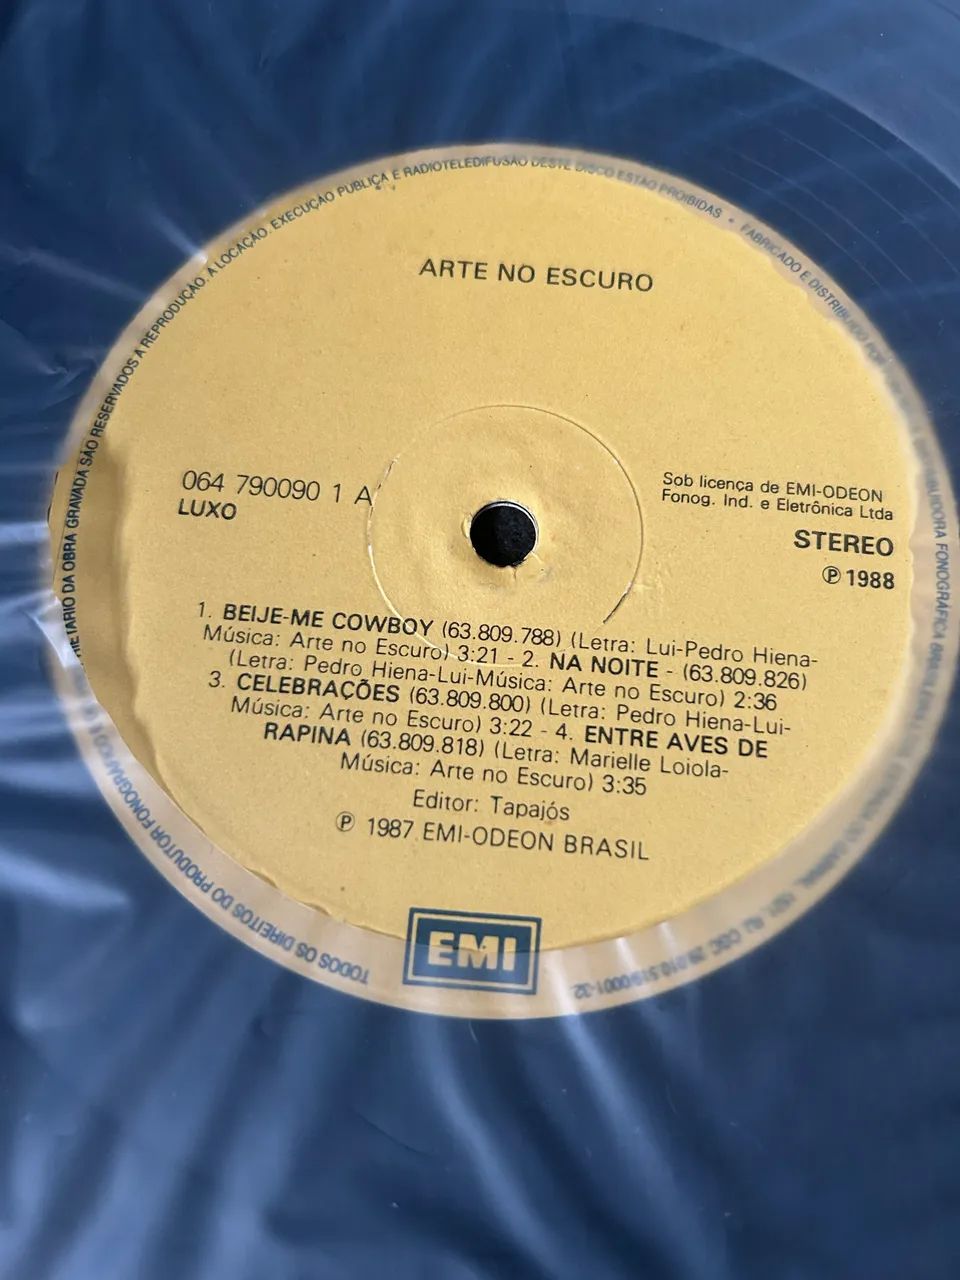 ARTE NO ESCURO
064 790090 1 A
LUXO
Sob licença de EMI-ODEON
Fonog. Ind. e Eletrônica Ltda
STEREO
℗ 1988
1. BEIJE-ME COWBOY (63.809.788) (Letra: Lui-Pedro Hiena-
Música: Arte no Escuro) 3:21 - 2. NA NOITE - (63.809.826)
(Letra: Pedro Hiena-Lui-Música: Arte no Escuro) 2:36
3. CELEBRAÇÕES (63.809.800) (Letra: Pedro Hiena-Lui-
Música: Arte no Escuro) 3:22 - 4. ENTRE AVES DE
RAPINA (63.809.818) (Letra: Marielle Loiola-
Música: Arte no Escuro) 3:35
Editor: Tapajós
℗ 1987 EMI-ODEON BRASIL
EMI
TODOS OS DIREITOS DO PRODUTOR FONOGRÁFICO DA OBRA GRAVADA SÃO RESERVADOS A REPRODUÇÃO. A LOCAÇÃO. EXECUÇÃO PÚBLICA E RADIOTELEDIFUSÃO DESTE DISCO ESTÃO PROIBIDAS • FABRICADO E DISTRIBUIDO POR DISTRIBUIDORA FONOGRÁFICA RJ CGC